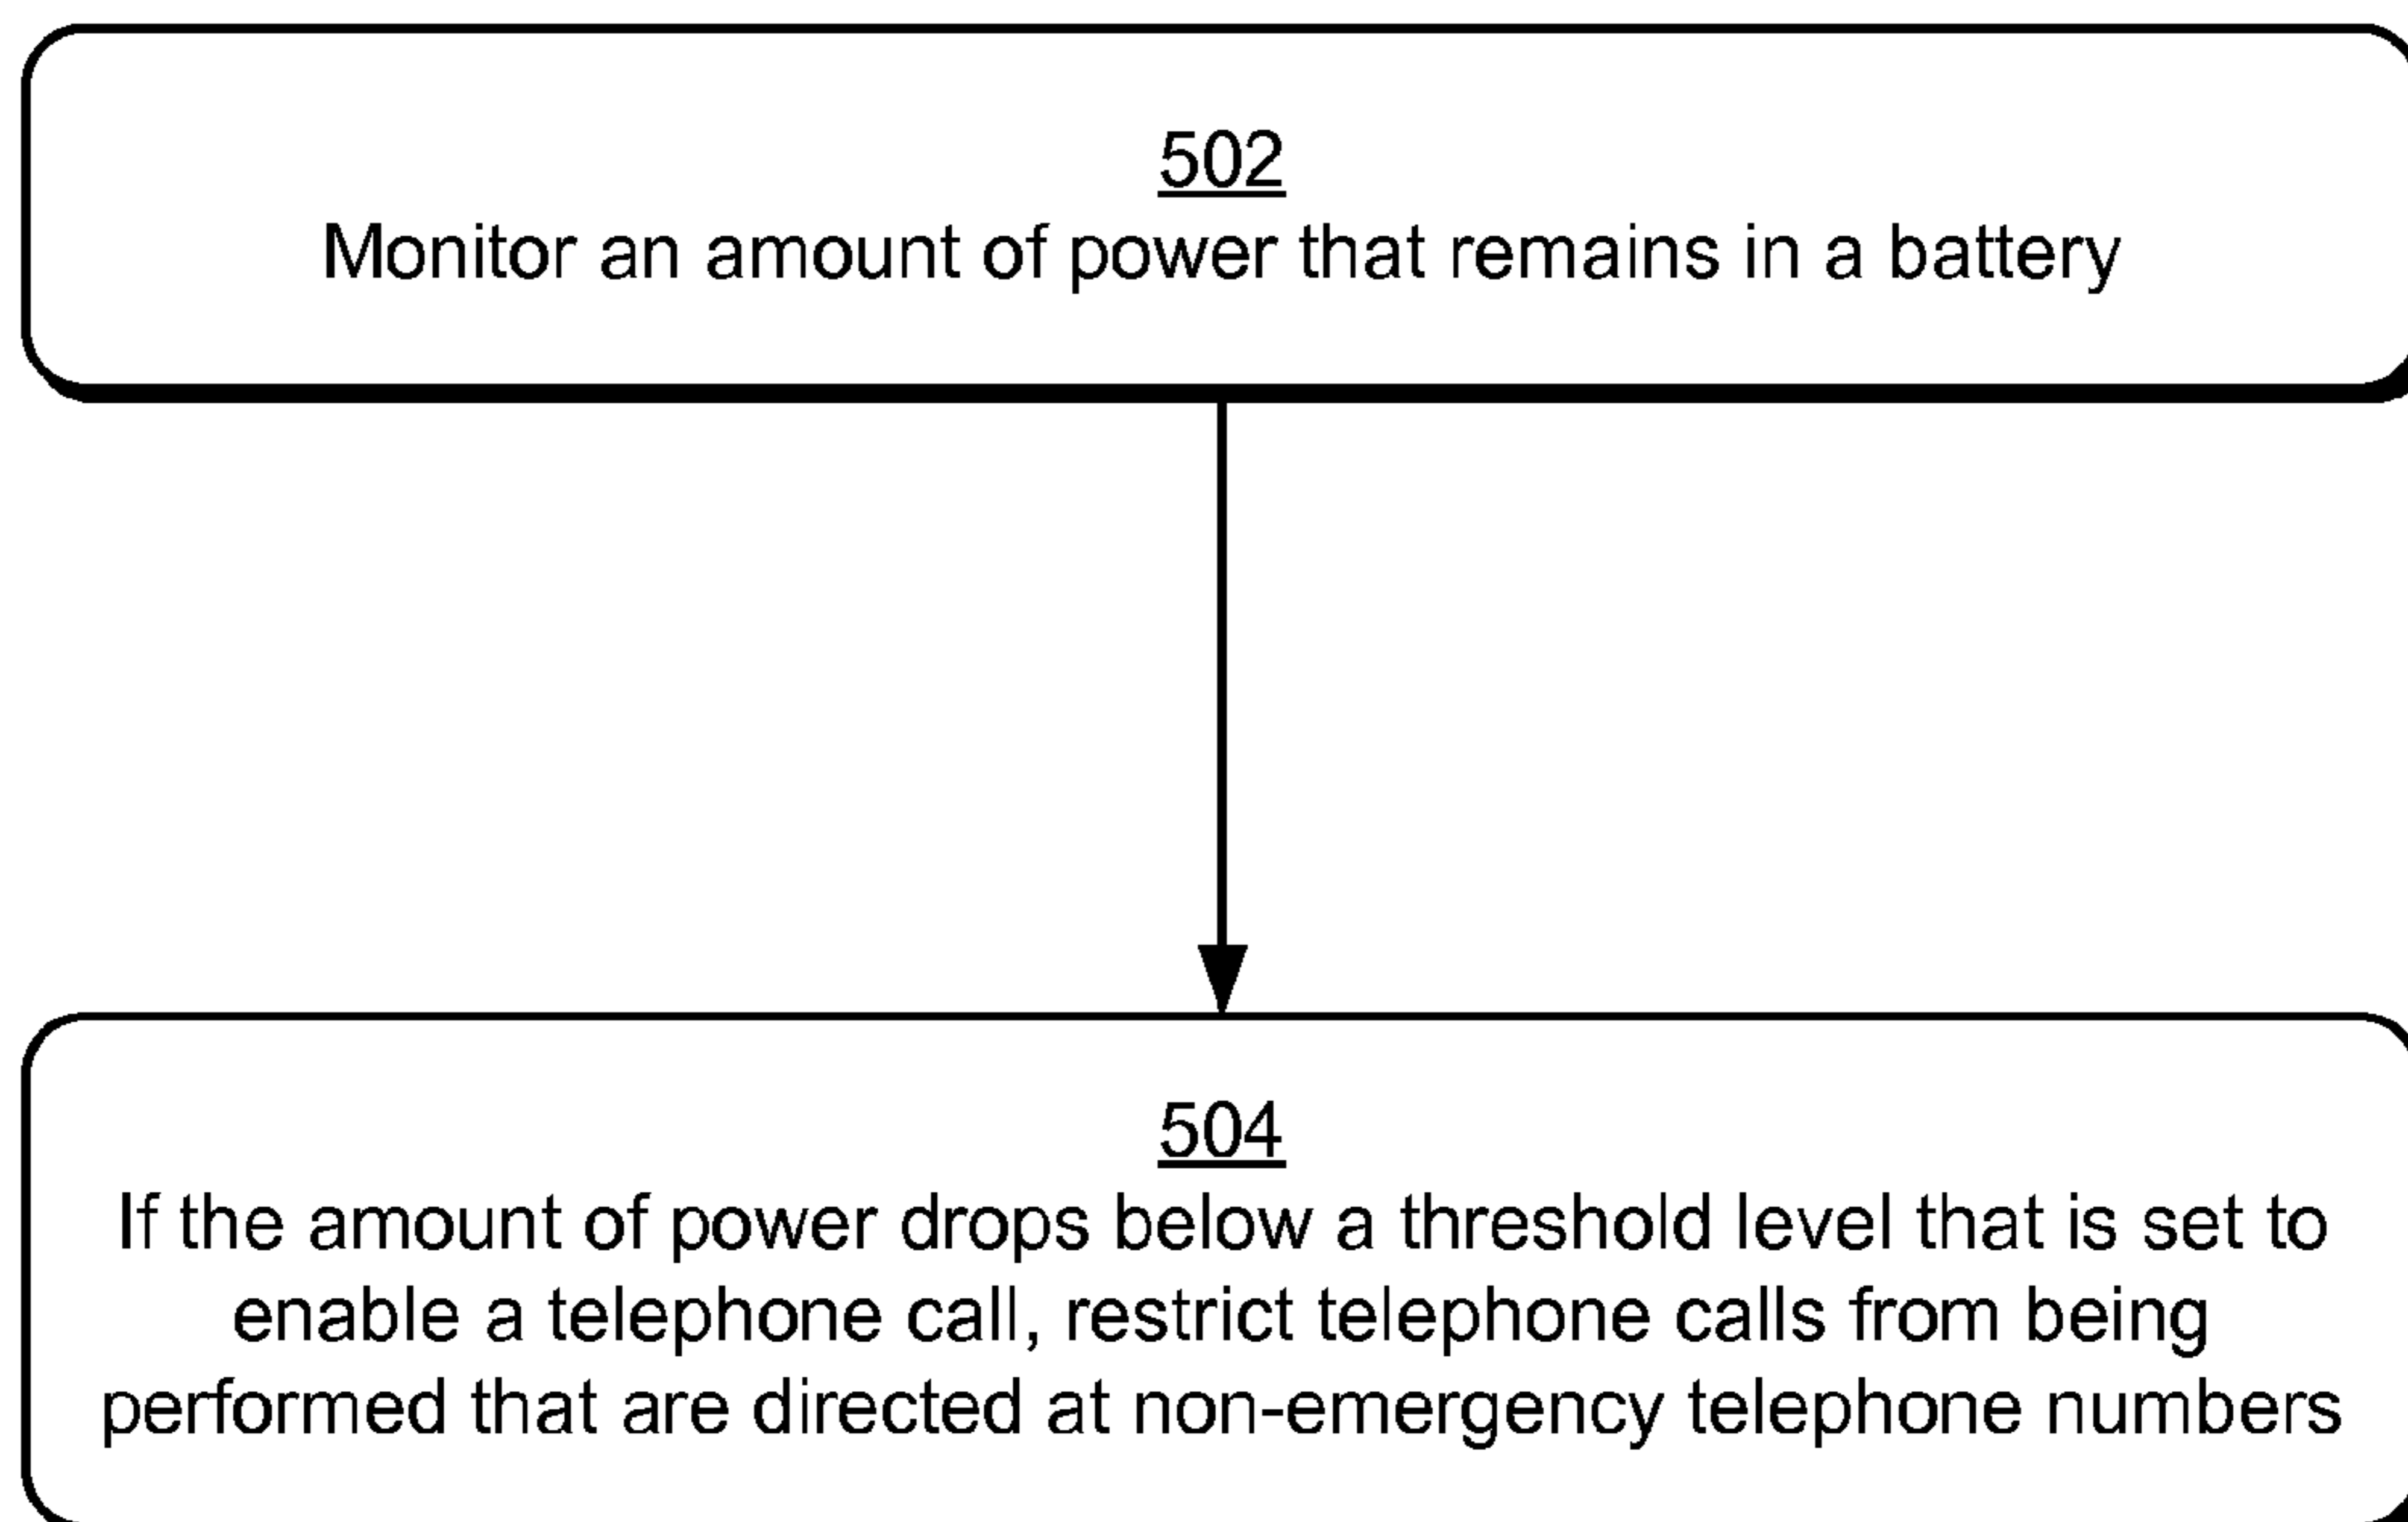 502
Monitor an amount of power that remains in a battery
504
If the amount of power drops below a threshold level that is set to
enable a telephone call, restrict telephone calls from being
performed that are directed at non-emergency telephone numbers